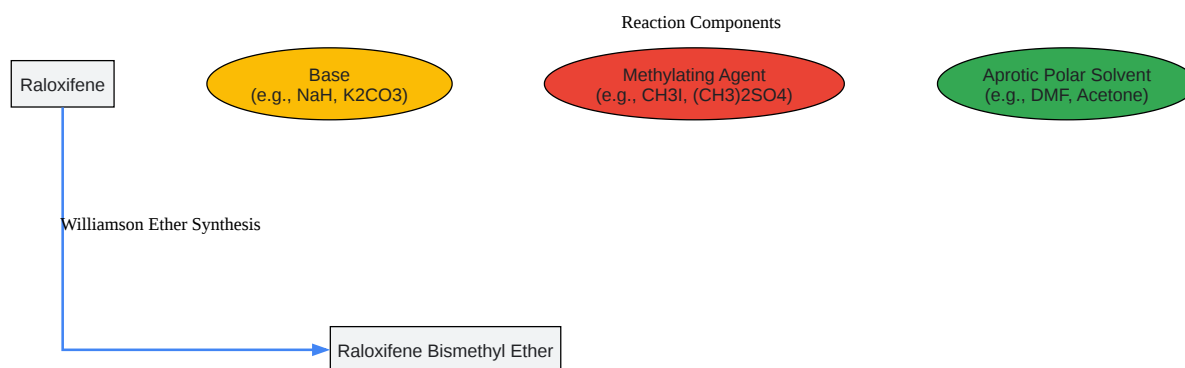 Reaction Components
Raloxifene
Base
(e.g., NaH, K2CO3)
Methylating Agent
(e.g., CH3I, (CH3)2SO4)
Aprotic Polar Solvent
(e.g., DMF, Acetone)
Williamson Ether Synthesis
Raloxifene Bismethyl Ether